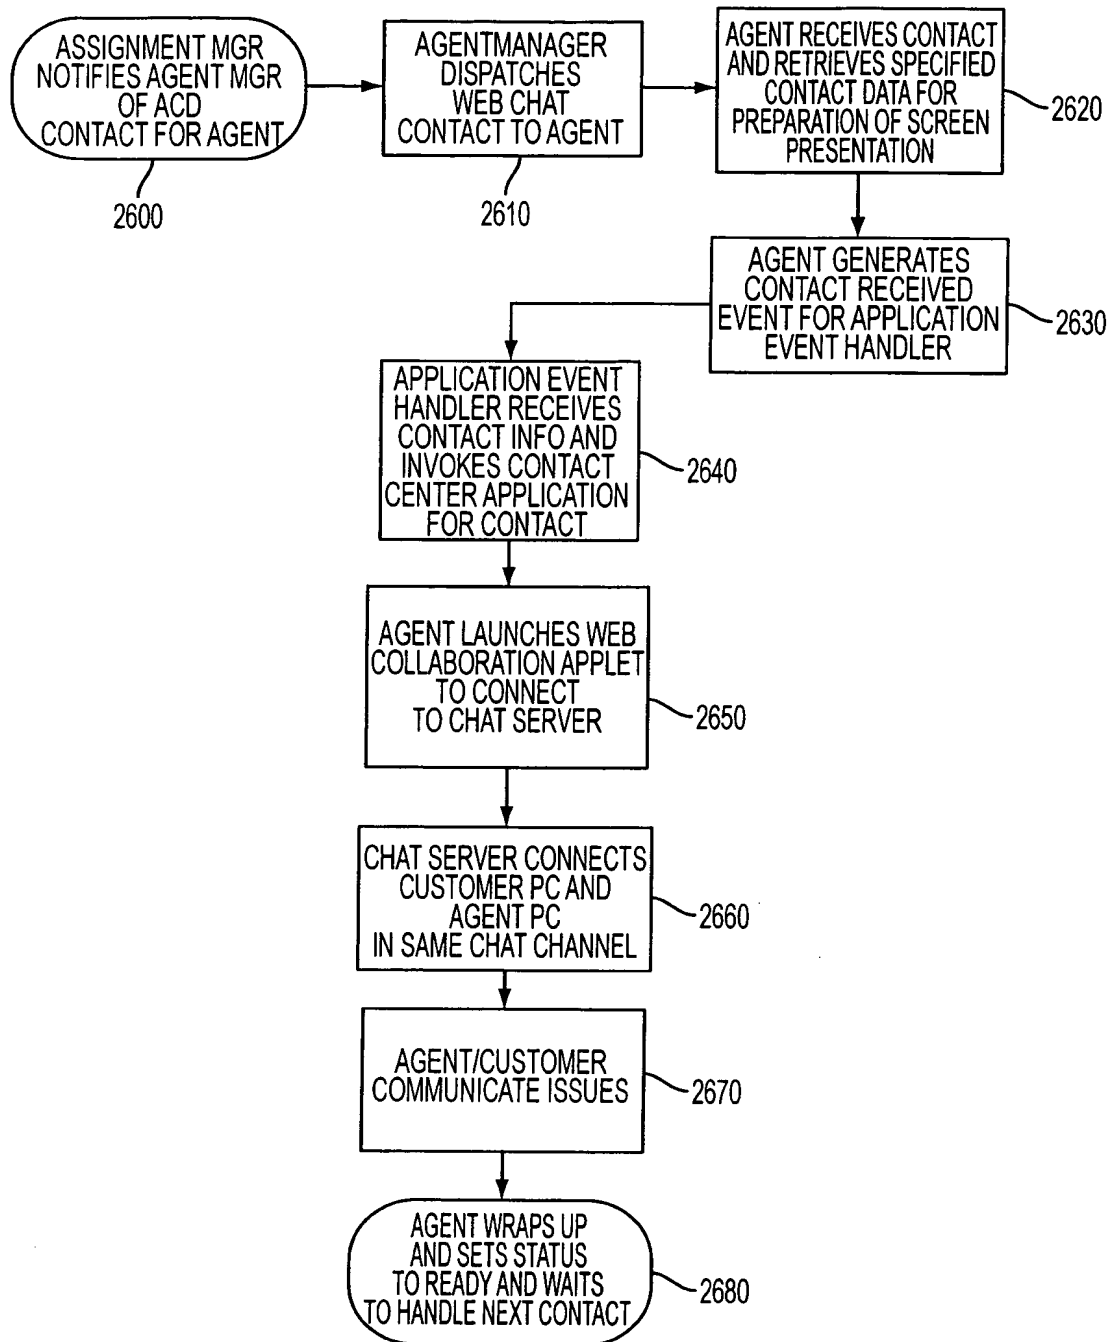 ASSIGNMENT MGR
NOTIFIES AGENT MGR
OF ACD
CONTACT FOR AGENT
2600
AGENTMANAGER
DISPATCHES
WEB CHAT
CONTACT TO AGENT
2610
AGENT RECEIVES CONTACT
AND RETRIEVES SPECIFIED
CONTACT DATA FOR
PREPARATION OF SCREEN
PRESENTATION
2620
AGENT GENERATES
CONTACT RECEIVED
EVENT FOR APPLICATION
EVENT HANDLER
2630
APPLICATION EVENT
HANDLER RECEIVES
CONTACT INFO AND
INVOKES CONTACT
CENTER APPLICATION
FOR CONTACT
2640
AGENT LAUNCHES WEB
COLLABORATION APPLET
TO CONNECT
TO CHAT SERVER
2650
CHAT SERVER CONNECTS
CUSTOMER PC AND
AGENT PC
IN SAME CHAT CHANNEL
2660
AGENT/CUSTOMER
COMMUNICATE ISSUES
2670
AGENT WRAPS UP
AND SETS STATUS
TO READY AND WAITS
TO HANDLE NEXT CONTACT
2680